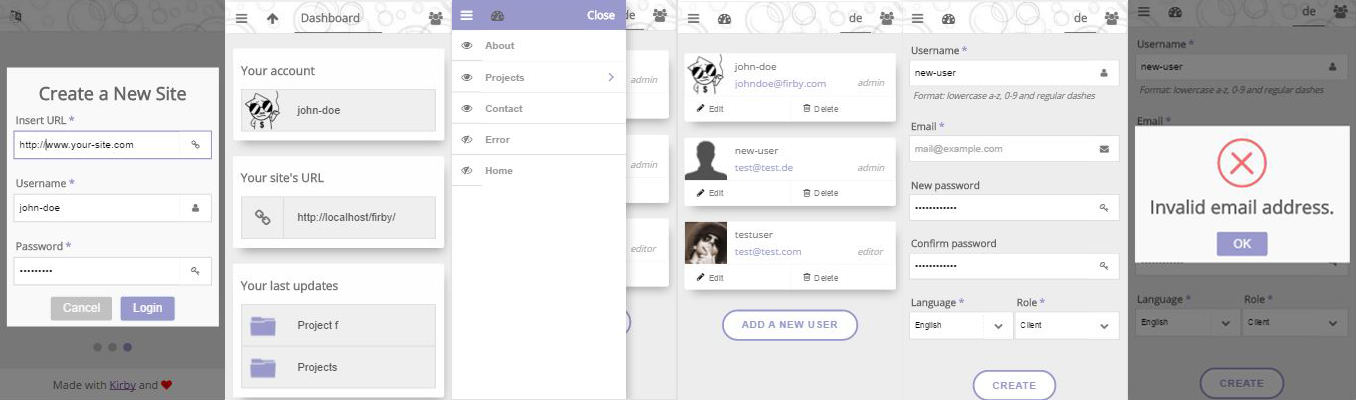 Create a New Site
Insert URL *
http://www.your-site.com
Username *
john-doe
Password *
•••••••••
Cancel
Login
Made with Kirby and ❤
Dashboard
Your account
john-doe
Your site's URL
http://localhost/firby/
Your last updates
Project f
Projects
Close
About
Projects
Contact
Error
Home
de
admin
editor
de
john-doe
johndoe@firby.com
admin
Edit
Delete
new-user
test@test.de
admin
Edit
Delete
testuser
test@test.com
editor
Edit
Delete
ADD A NEW USER
de
Username *
new-user
Format: lowercase a-z, 0-9 and regular dashes
Email *
mail@example.com
New password
••••••••••••
Confirm password
••••••••••••
Language *
Role *
English
Client
CREATE
de
Username *
new-user
Format: lowercase a-z, 0-9 and regular dashes
Email *
Invalid email address.
OK
Language *
Role *
English
Client
CREATE